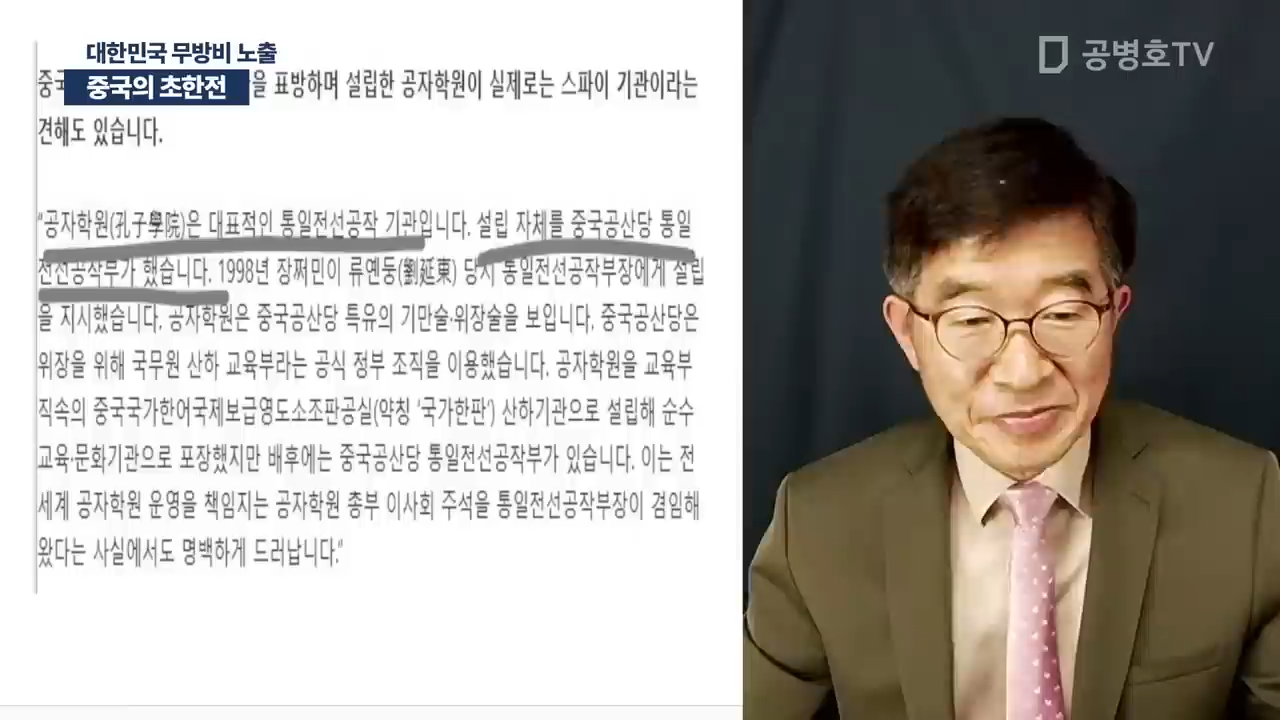 대한민국 무방비 노출
중국의 초한전
공병호TV
중국 을 표방하며 설립한 공자학원이 실제로는 스파이 기관이라는
견해도 있습니다.
“공자학원(孔子學院)은 대표적인 통일전선공작 기관입니다. 설립 자체를 중국공산당 통일
전선공작부가 했습니다. 1998년 장쩌민이 류옌둥(劉延東) 당시 통일전선공작부장에게 설립
을 지시했습니다. 공자학원은 중국공산당 특유의 기만술·위장술을 보입니다. 중국공산당은
위장을 위해 국무원 산하 교육부라는 공식 정부 조직을 이용했습니다. 공자학원을 교육부
직속의 중국국가한어국제보급영도소조판공실(약칭 ‘국가한판’) 산하기관으로 설립해 순수
교육·문화기관으로 포장했지만 배후에는 중국공산당 통일전선공작부가 있습니다. 이는 전
세계 공자학원 운영을 책임지는 공자학원 총부 이사회 주석을 통일전선공작부장이 겸임해
왔다는 사실에서도 명백하게 드러납니다.”